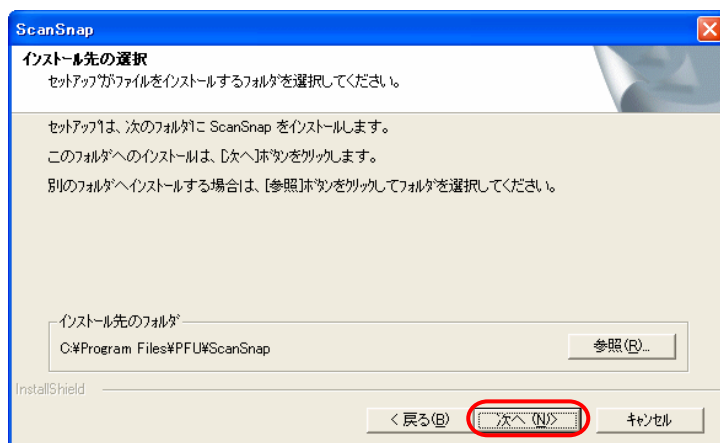 ScanSnap
インストール先の選択
セットアップがファイルをインストールするフォルダを選択してください。
セットアップは、次のフォルダに ScanSnap をインストールします。
このフォルダへのインストールは、[次へ]ボタンをクリックします。
別のフォルダへインストールする場合は、[参照]ボタンをクリックしてフォルダを選択してください。
インストール先のフォルダ
C:¥Program Files¥PFU¥ScanSnap
参照(R)...
InstallShield
< 戻る(B)
次へ (N)>
キャンセル